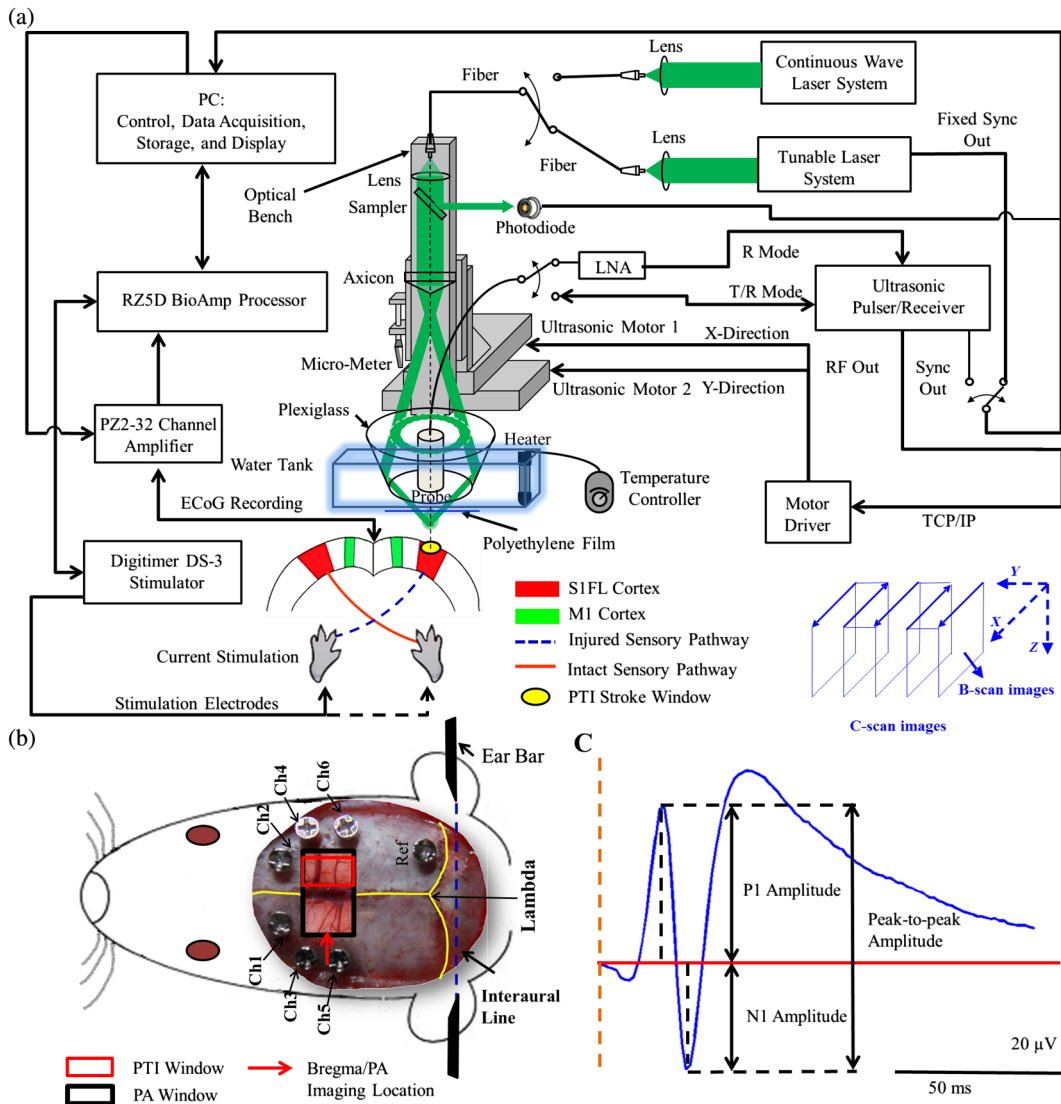 (a)
PC:
Control, Data Acquisition,
Storage, and Display
Fiber
Lens
Continuous Wave
Laser System
Fixed Sync
Out
Fiber
Lens
Tunable Laser
System
Optical
Bench
Lens
Sampler
Photodiode
Axicon
LNA
R Mode
T/R Mode
Ultrasonic
Pulser/Receiver
RZ5D BioAmp Processor
Ultrasonic Motor 1
X-Direction
Micro-Meter
Ultrasonic Motor 2
Y-Direction
RF Out
Sync
Out
Plexiglass
PZ2-32 Channel
Amplifier
Water Tank
Heater
Probe
Temperature
Controller
Motor
Driver
TCP/IP
ECoG Recording
Polyethylene Film
Digitimer DS-3
Stimulator
S1FL Cortex
M1 Cortex
Injured Sensory Pathway
Intact Sensory Pathway
PTI Stroke Window
Current Stimulation
Stimulation Electrodes
Y
X
Z
B-scan images
C-scan images
(b)
Ear Bar
Ch2
Ch4
Ch6
Ref
Lambda
Ch1
Ch3
Ch5
Interaural
Line
PTI Window
PA Window
Bregma/PA
Imaging Location
C
P1 Amplitude
Peak-to-peak
Amplitude
N1 Amplitude
20 µV
50 ms